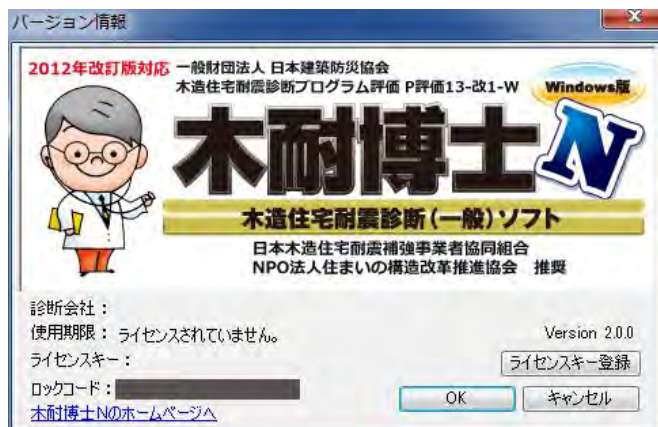 バージョン情報
2012年改訂版対応 一般財団法人 日本建築防災協会
木造住宅耐震診断プログラム評価 P評価13-改1-W
Windows版
木耐博士N
木造住宅耐震診断(一般)ソフト
日本木造住宅耐震補強事業者協同組合
NPO法人住まいの構造改革推進協会 推奨
診断会社:
使用期限: ライセンスされていません。
Version 2.0.0
ライセンスキー:
ライセンスキー登録
ロックコード:
OK
キャンセル
木耐博士Nのホームページへ